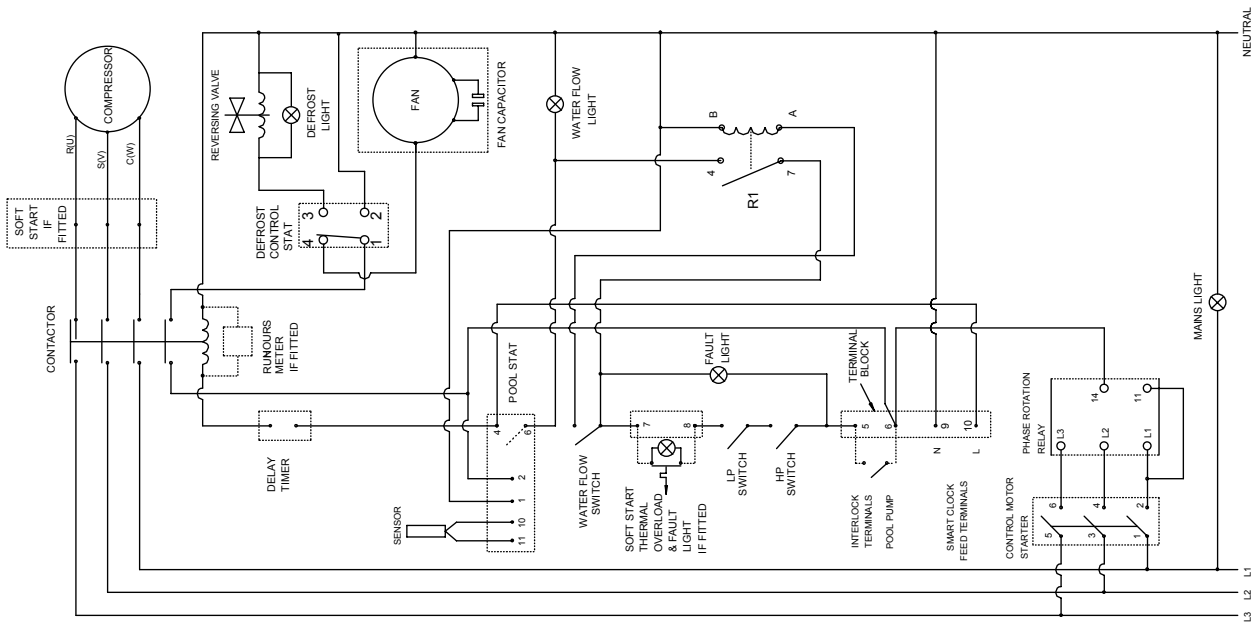 COMPRESSOR
R(U)
S(V)
C(W)
SOFT
START
IF
FITTED
CONTACTOR
REVERSING VALVE
DEFROST
LIGHT
DEFROST
CONTROL
STAT
3
4
2
1
FAN
FAN CAPACITOR
RUNOURS
METER
IF FITTED
DELAY
TIMER
POOL STAT
4
6
2
1
10
11
SENSOR
WATER FLOW
LIGHT
WATER FLOW
SWITCH
B
A
4
7
R1
SOFT START
THERMAL
OVERLOAD
& FAULT
LIGHT
IF FITTED
7
8
FAULT
LIGHT
LP
SWITCH
HP
SWITCH
TERMINAL
BLOCK
5
6
9
10
N
L
INTERLOCK
TERMINALS
POOL PUMP
SMART CLOCK
FEED TERMINALS
PHASE ROTATION
RELAY
L3
L2
L1
14
11
CONTROL MOTOR
STARTER
6
5
4
3
2
1
MAINS LIGHT
NEUTRAL
L1
L2
L3